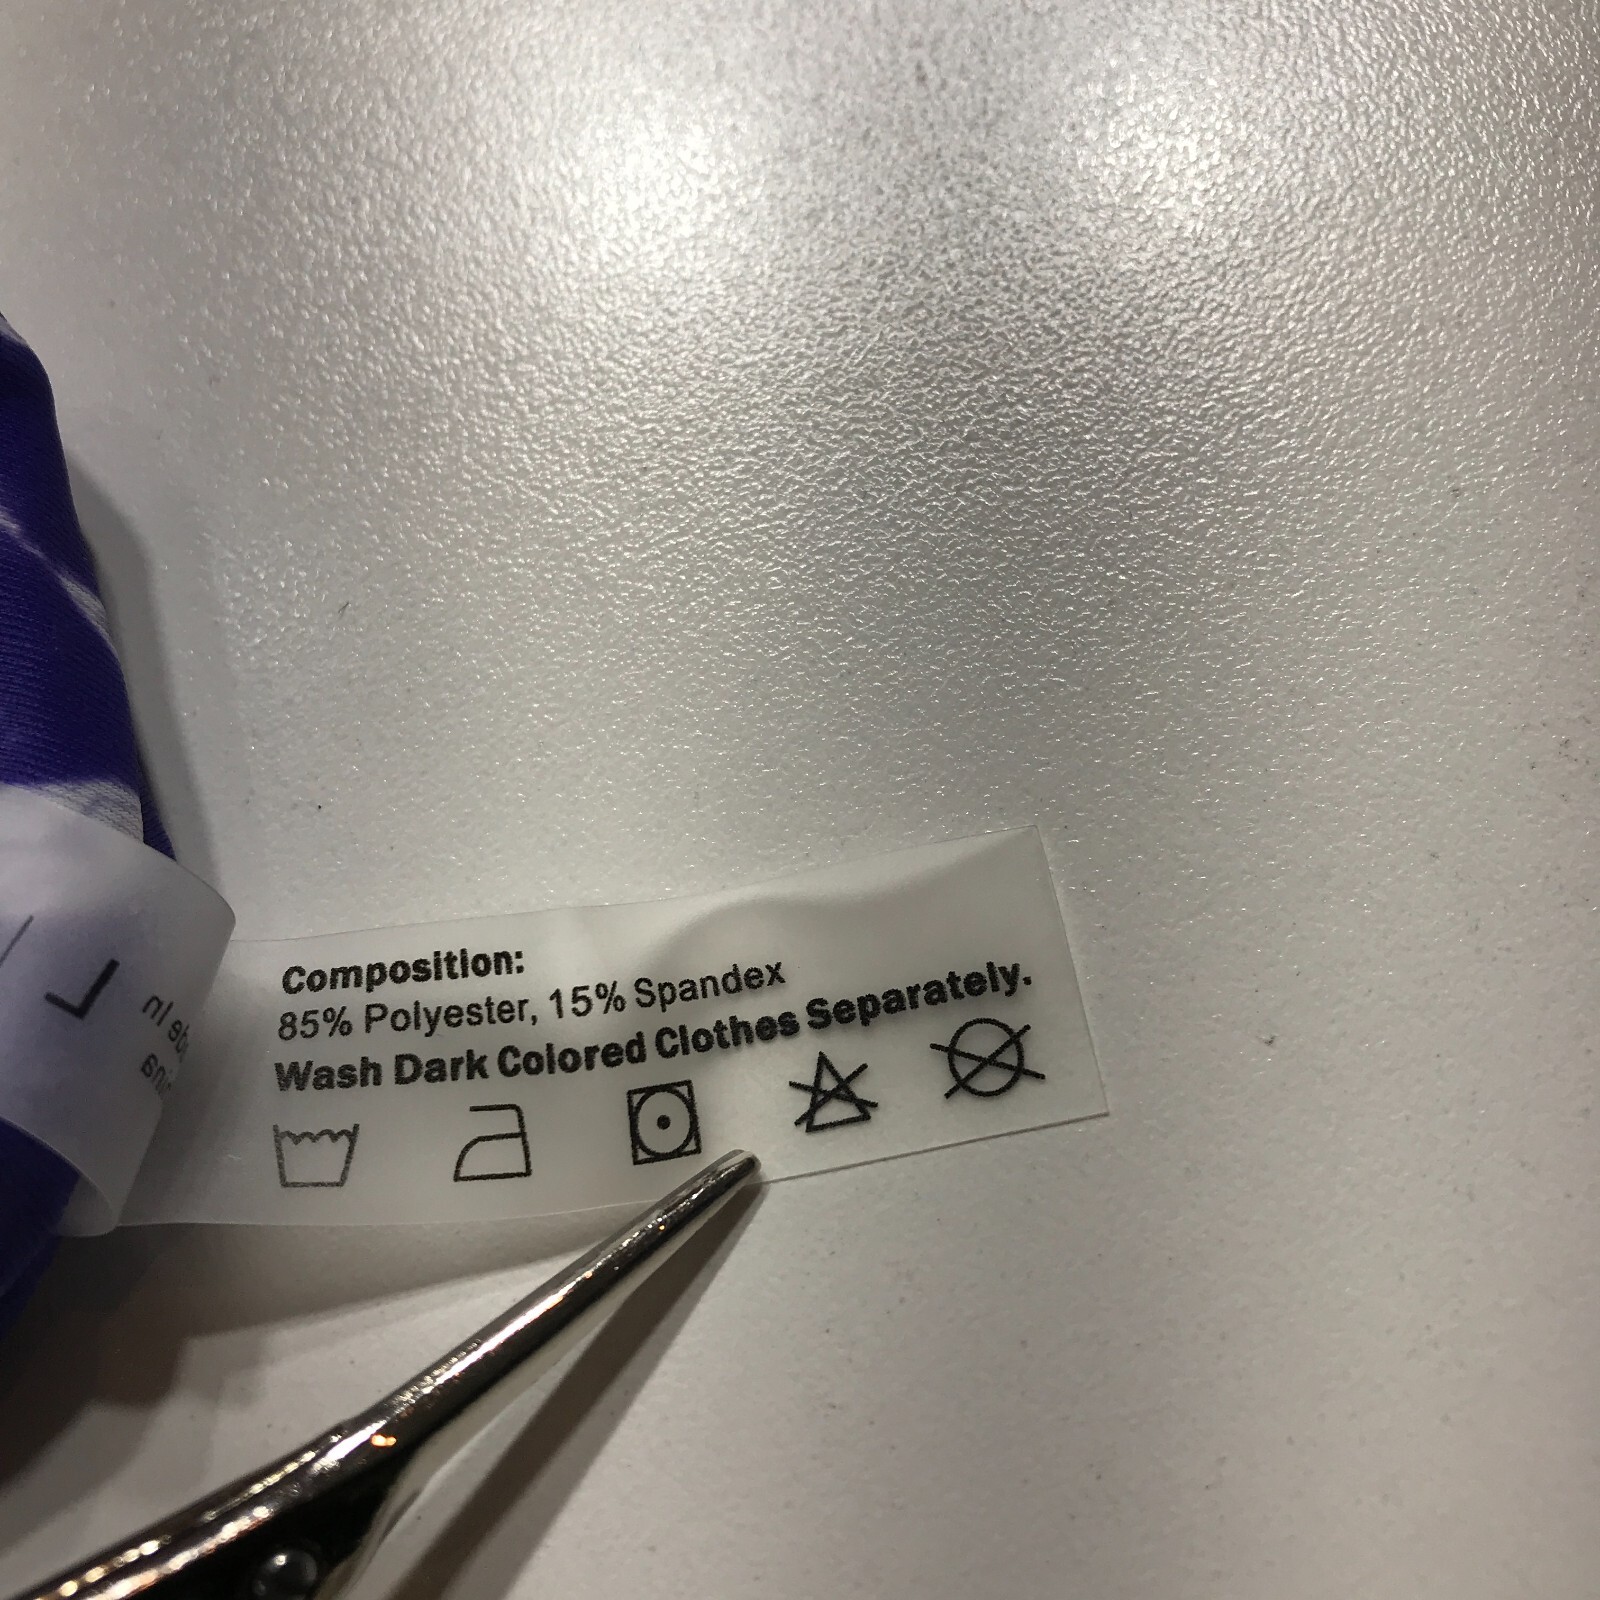 Composition:
85% Polyester, 15% Spandex
Wash Dark Colored Clothes Separately.
L